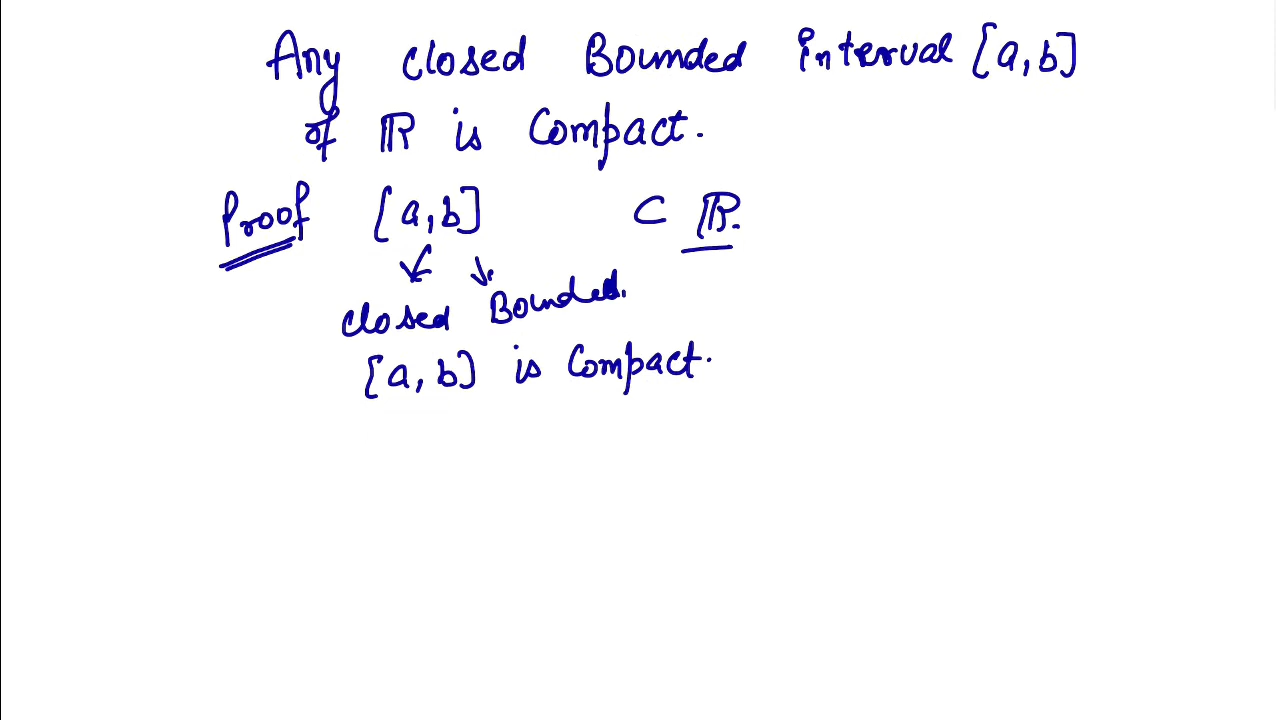 Any closed Bounded interval [a,b]
of ℝ is Compact.
Proof [a,b] ⊂ ℝ.
closed Bounded.
[a,b] is Compact.